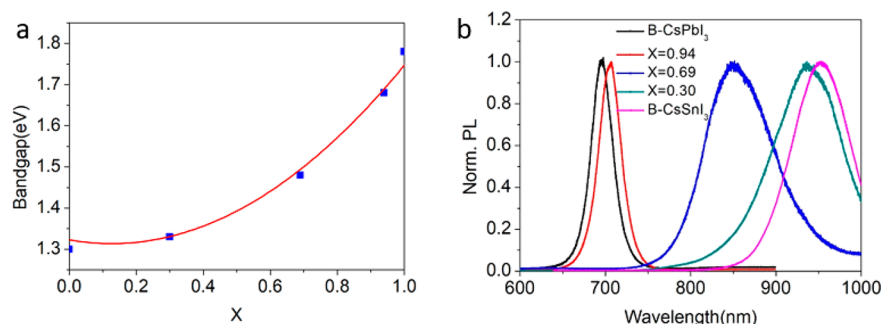 a
1.8
1.7
1.6
1.5
1.4
1.3
Bandgap(eV)
0.0 0.2 0.4 0.6 0.8 1.0
X
b
B-CsPbI3
X=0.94
X=0.69
X=0.30
B-CsSnI3
1.0
0.8
0.6
0.4
0.2
0.0
Norm. PL
600 700 800 900 1000
Wavelength(nm)